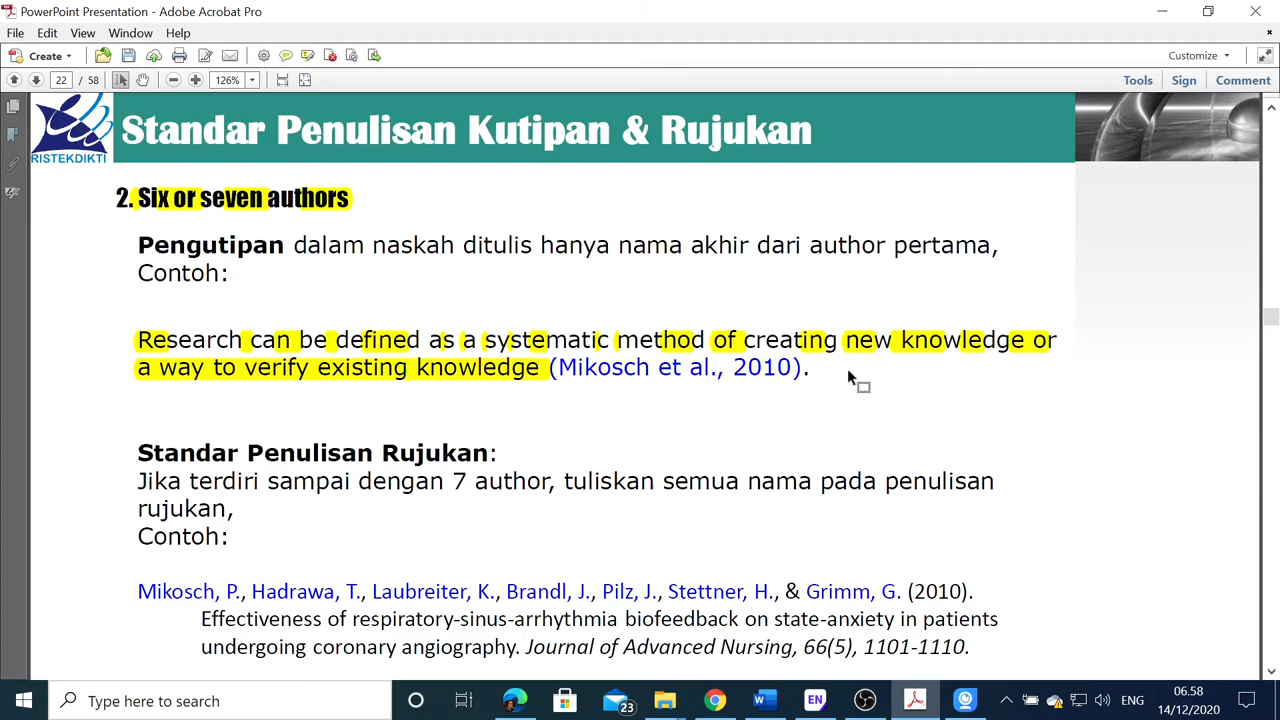 PowerPoint Presentation - Adobe Acrobat Pro
File Edit View Window Help
Create Customize
22 / 58 126% Tools Sign Comment
RISTEKDIKTI
Standar Penulisan Kutipan & Rujukan
2. Six or seven authors
Pengutipan dalam naskah ditulis hanya nama akhir dari author pertama,
Contoh:
Research can be defined as a systematic method of creating new knowledge or
a way to verify existing knowledge (Mikosch et al., 2010).
Standar Penulisan Rujukan:
Jika terdiri sampai dengan 7 author, tuliskan semua nama pada penulisan
rujukan,
Contoh:
Mikosch, P., Hadrawa, T., Laubreiter, K., Brandl, J., Pilz, J., Stettner, H., & Grimm, G. (2010).
Effectiveness of respiratory-sinus-arrhythmia biofeedback on state-anxiety in patients
undergoing coronary angiography. Journal of Advanced Nursing, 66(5), 1101-1110.
Type here to search 23 EN ENG
06.58
14/12/2020